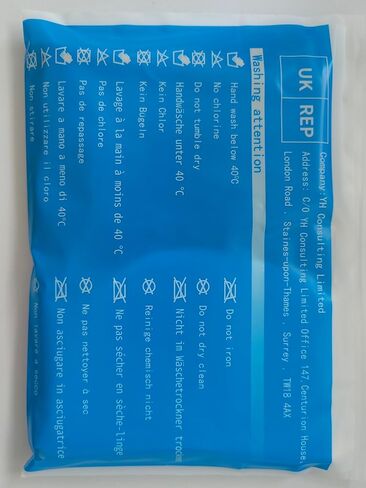 UK REP
Company:YH Consulting Limited
Address: C/O YH Consulting Limited Office 147 Centurion House,
London Road, Staines-upon-Thames, Surrey, TW18 4AX
Washing attention
Hand wash below 40°C
Do not iron
No chlorine
Do not dry clean
Do not tumble dry
Nicht im Wäschetrockner trockn
Handwäsche unter 40 °C
Reinige chemisch nicht
Kein Chlor
Kein Bügeln
Ne pas sécher en sèche-linge
Lavage à la main à moins de 40 °C
Ne pas nettoyer à sec
Pas de chlore
Pas de repassage
Non asciugare in asciugatrice
Lavare a mano a meno di 40°C
Non lavare a secco
Non utilizzare il cloro
Non stirare